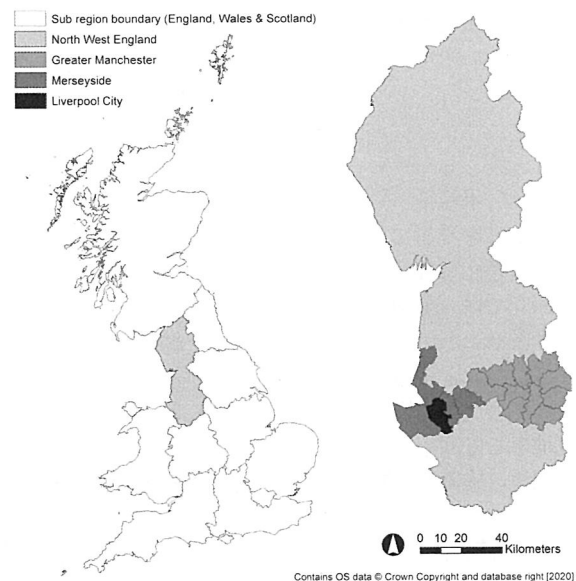 Sub region boundary (England, Wales & Scotland)
North West England
Greater Manchester
Merseyside
Liverpool City
0 10 20 40
Kilometers
Contains OS data © Crown Copyright and database right [2020]